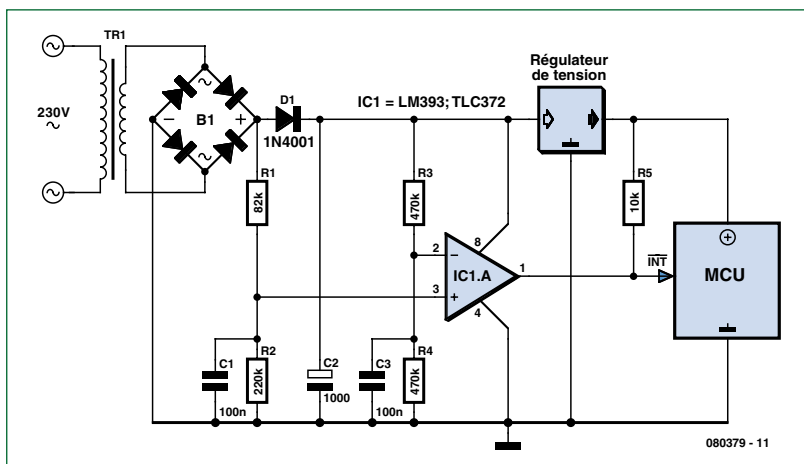 TR1
230V
~
B1
−
+
~
~
D1
1N4001
IC1 = LM393; TLC372
Régulateur
de tension
R1
82k
R3
470k
R5
10k
2
−
8
IC1.A
1
3
+
4
INT
MCU
C1
100n
R2
220k
C2
1000
C3
100n
R4
470k
080379 - 11